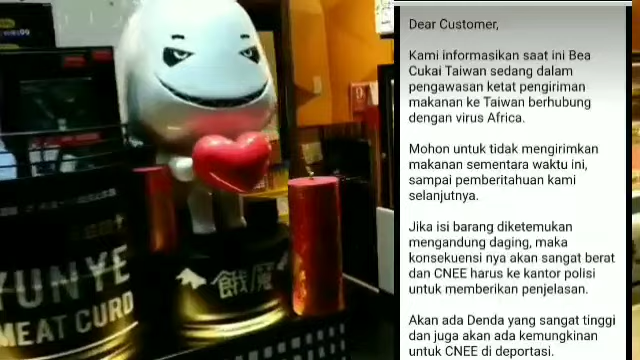 YUNYE
MEAT CURD
餓魔
Dear Customer,
Kami informasikan saat ini Bea
Cukai Taiwan sedang dalam
pengawasan ketat pengiriman
makanan ke Taiwan berhubung
dengan virus Africa.
Mohon untuk tidak mengirimkan
makanan sementara waktu ini,
sampai pemberitahuan kami
selanjutnya.
Jika isi barang diketemukan
mengandung daging, maka
konsekuensi nya akan sangat berat
dan CNEE harus ke kantor polisi
untuk memberikan penjelasan.
Akan ada Denda yang sangat tinggi
dan juga akan ada kemungkinan
untuk CNEE di deportasi.